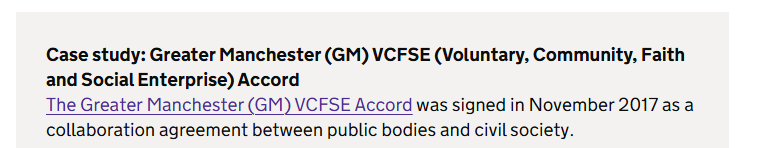 Case study: Greater Manchester (GM) VCFSE (Voluntary, Community, Faith
and Social Enterprise) Accord
The Greater Manchester (GM) VCFSE Accord was signed in November 2017 as a
collaboration agreement between public bodies and civil society.